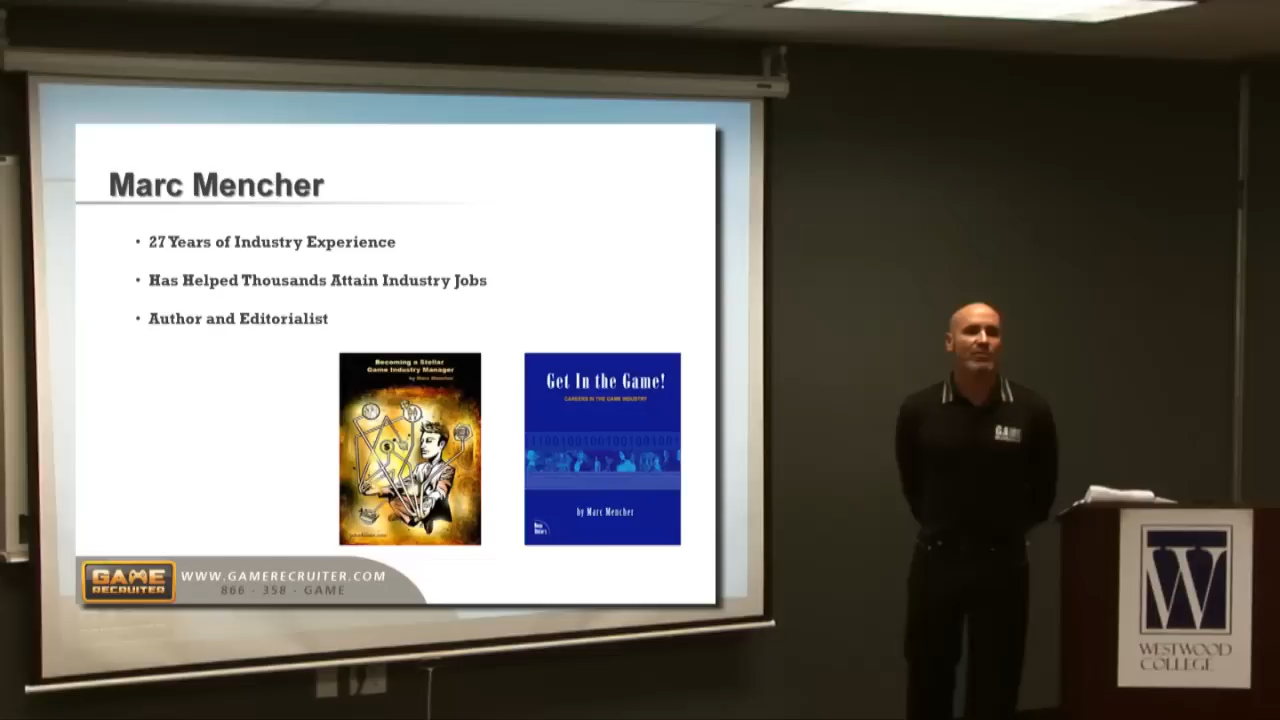 Marc Mencher
• 27 Years of Industry Experience
• Has Helped Thousands Attain Industry Jobs
• Author and Editorialist
Becoming a Stellar
Game Industry Manager
by Marc Mencher
Get In the Game!
CAREERS IN THE GAME INDUSTRY
by Marc Mencher
GAME
RECRUITER
WWW.GAMERECRUITER.COM
866 - 358 - GAME
GAME
W
WESTWOOD
COLLEGE